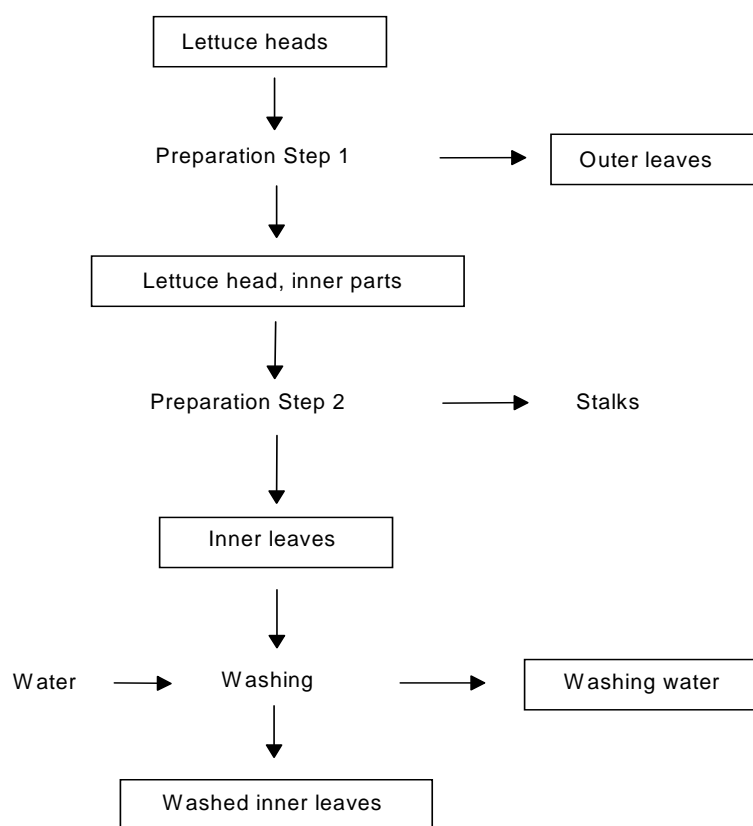 Lettuce heads
Preparation Step 1
Outer leaves
Lettuce head, inner parts
Preparation Step 2
Stalks
Inner leaves
Water
Washing
Washing water
Washed inner leaves